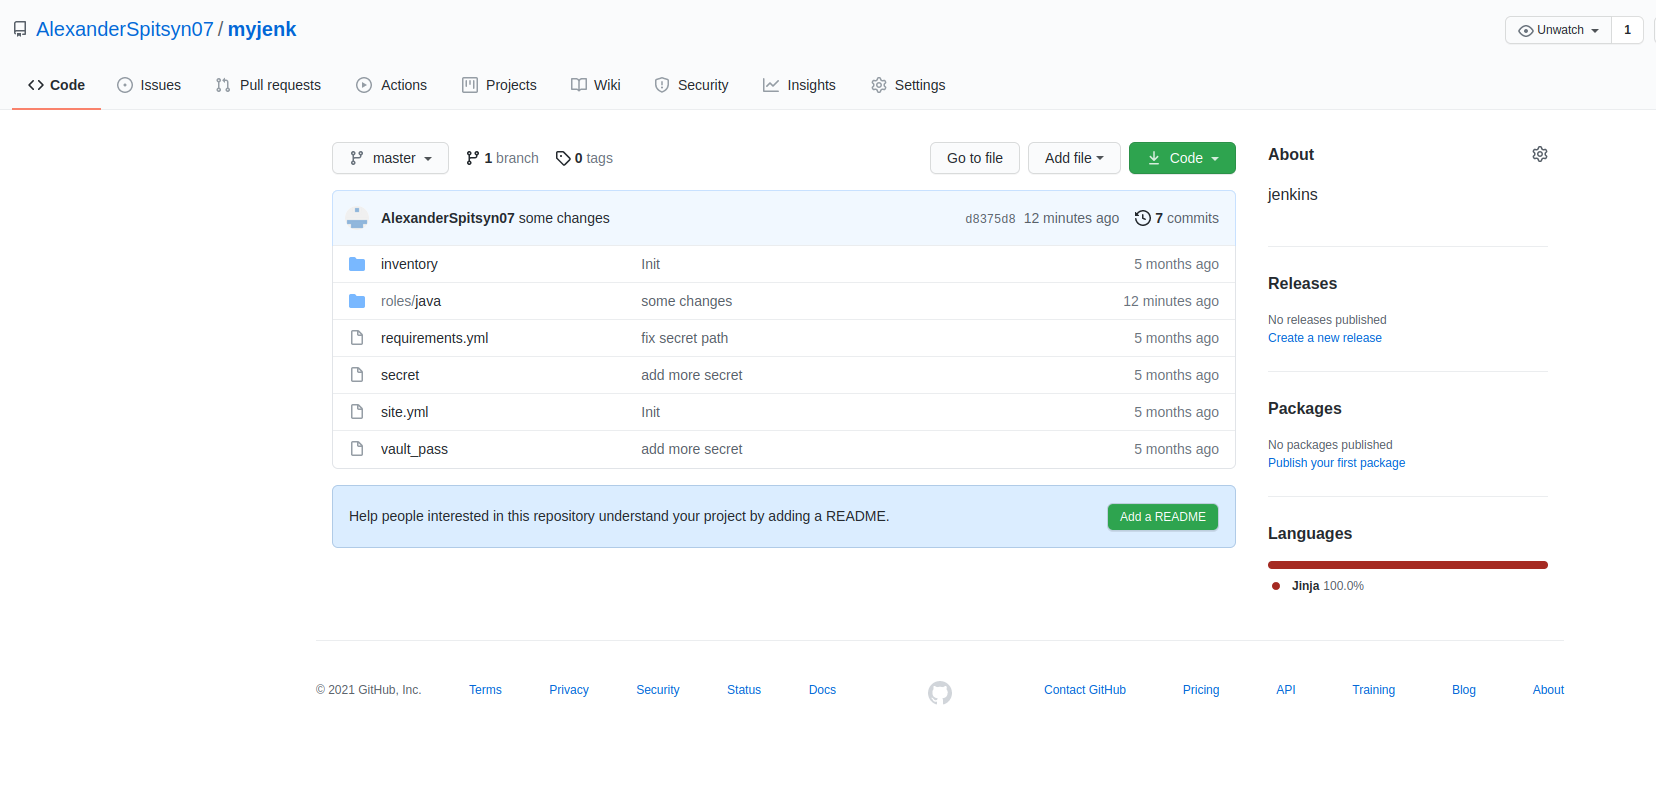 AlexanderSpitsyn07 / myjenk
Unwatch 1
Code Issues Pull requests Actions Projects Wiki Security Insights Settings
master 1 branch 0 tags Go to file Add file Code
AlexanderSpitsyn07 some changes d8375d8 12 minutes ago 7 commits
inventory Init 5 months ago
roles/java some changes 12 minutes ago
requirements.yml fix secret path 5 months ago
secret add more secret 5 months ago
site.yml Init 5 months ago
vault_pass add more secret 5 months ago
Help people interested in this repository understand your project by adding a README. Add a README
About
jenkins
Releases
No releases published
Create a new release
Packages
No packages published
Publish your first package
Languages
Jinja 100.0%
© 2021 GitHub, Inc. Terms Privacy Security Status Docs Contact GitHub Pricing API Training Blog About